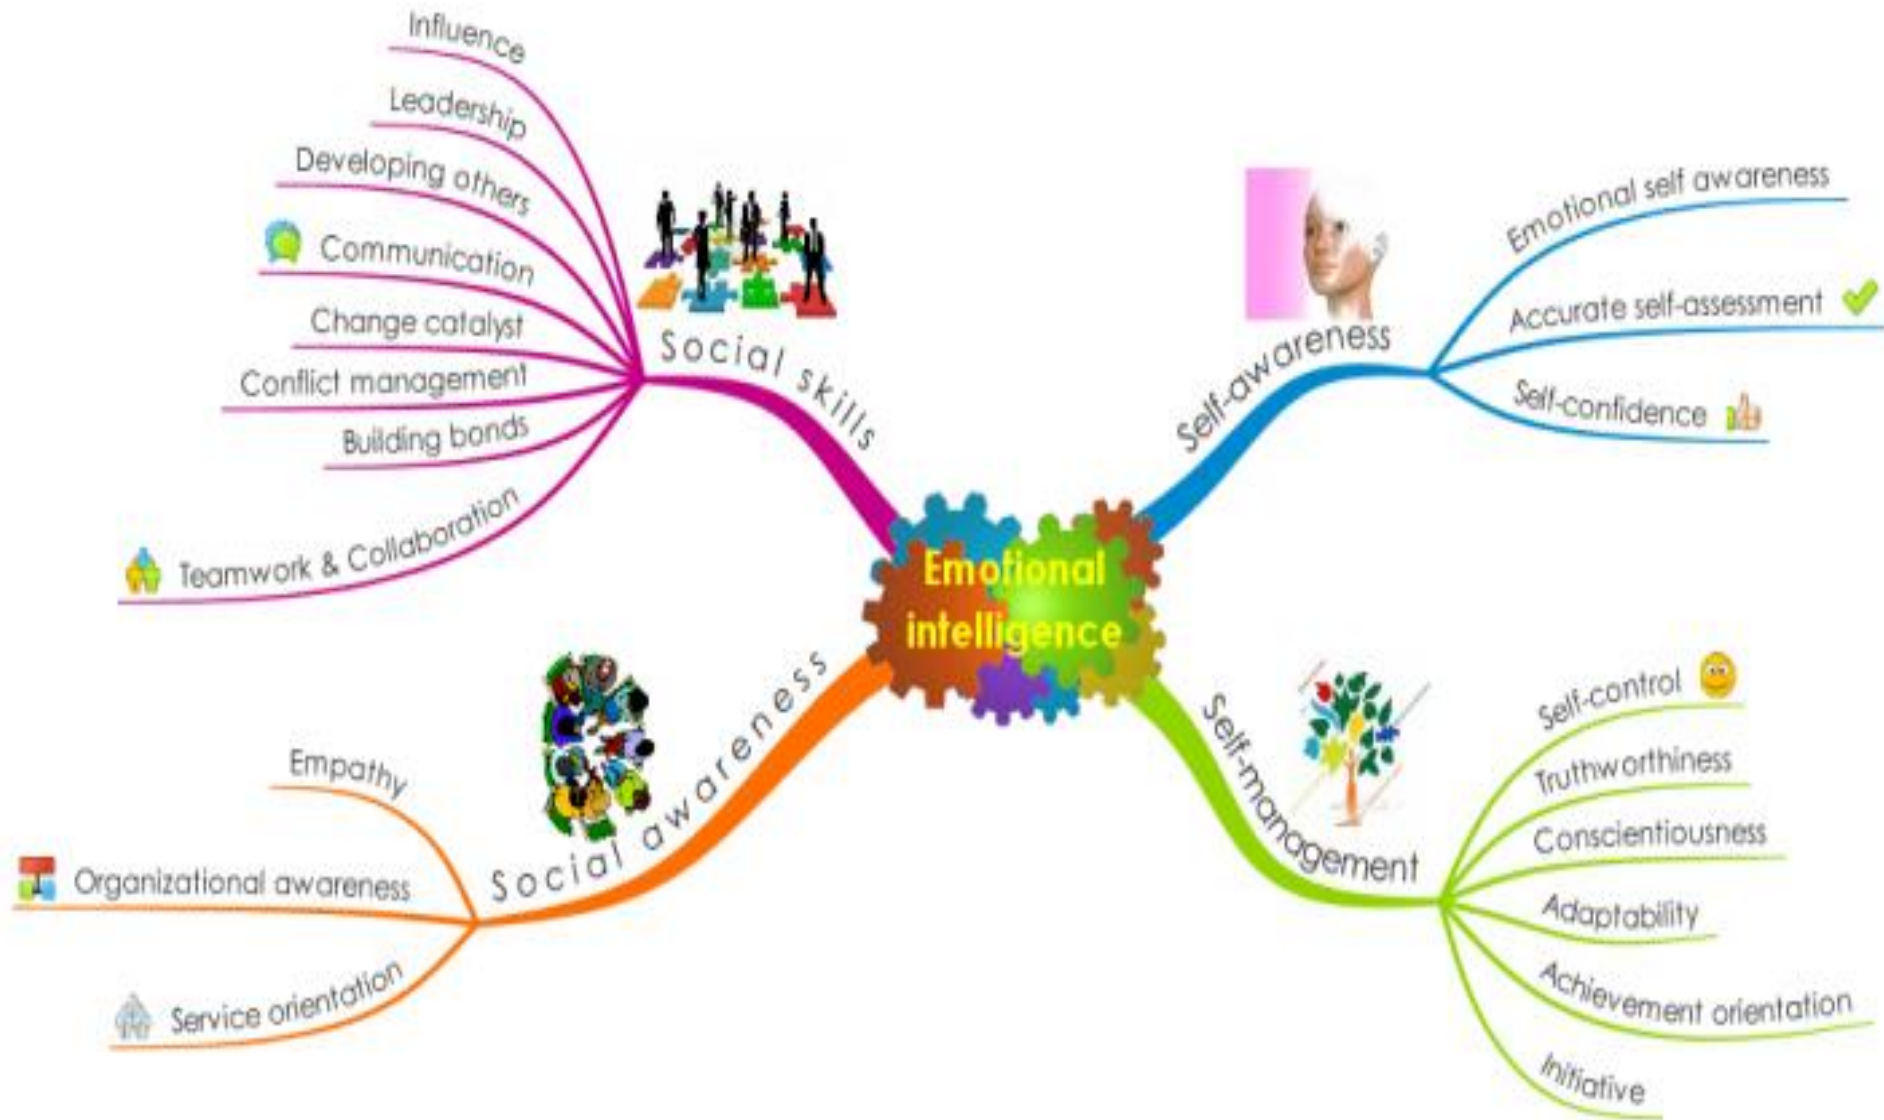 Emotional
intelligence
Social skills
Influence
Leadership
Developing others
Communication
Change catalyst
Conflict management
Building bonds
Teamwork & Collaboration
Self-awareness
Emotional self awareness
Accurate self-assessment
Self-confidence
Social awareness
Empathy
Organizational awareness
Service orientation
Self-management
Self-control
Truthworthiness
Conscientiousness
Adaptability
Achievement orientation
Initiative